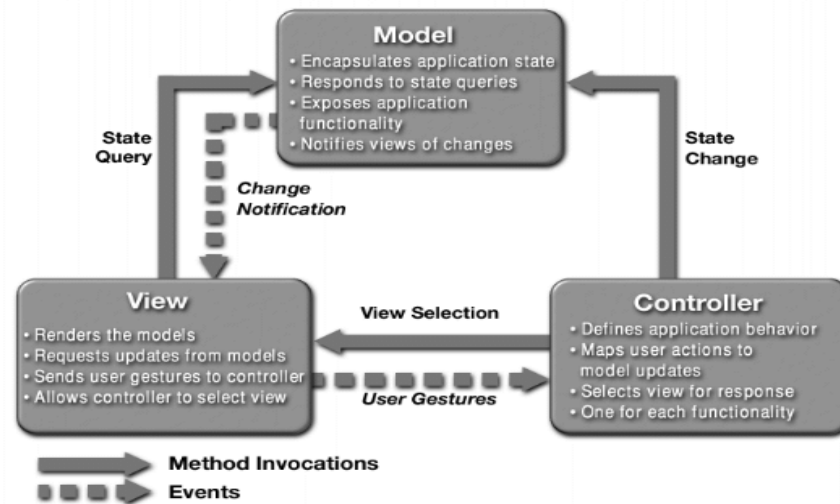 Model
• Encapsulates application state
• Responds to state queries
• Exposes application
functionality
• Notifies views of changes
State
Query
State
Change
Change
Notification
View
• Renders the models
• Requests updates from models
• Sends user gestures to controller
• Allows controller to select view
View Selection
User Gestures
Controller
• Defines application behavior
• Maps user actions to
model updates
• Selects view for response
• One for each functionality
Method Invocations
Events